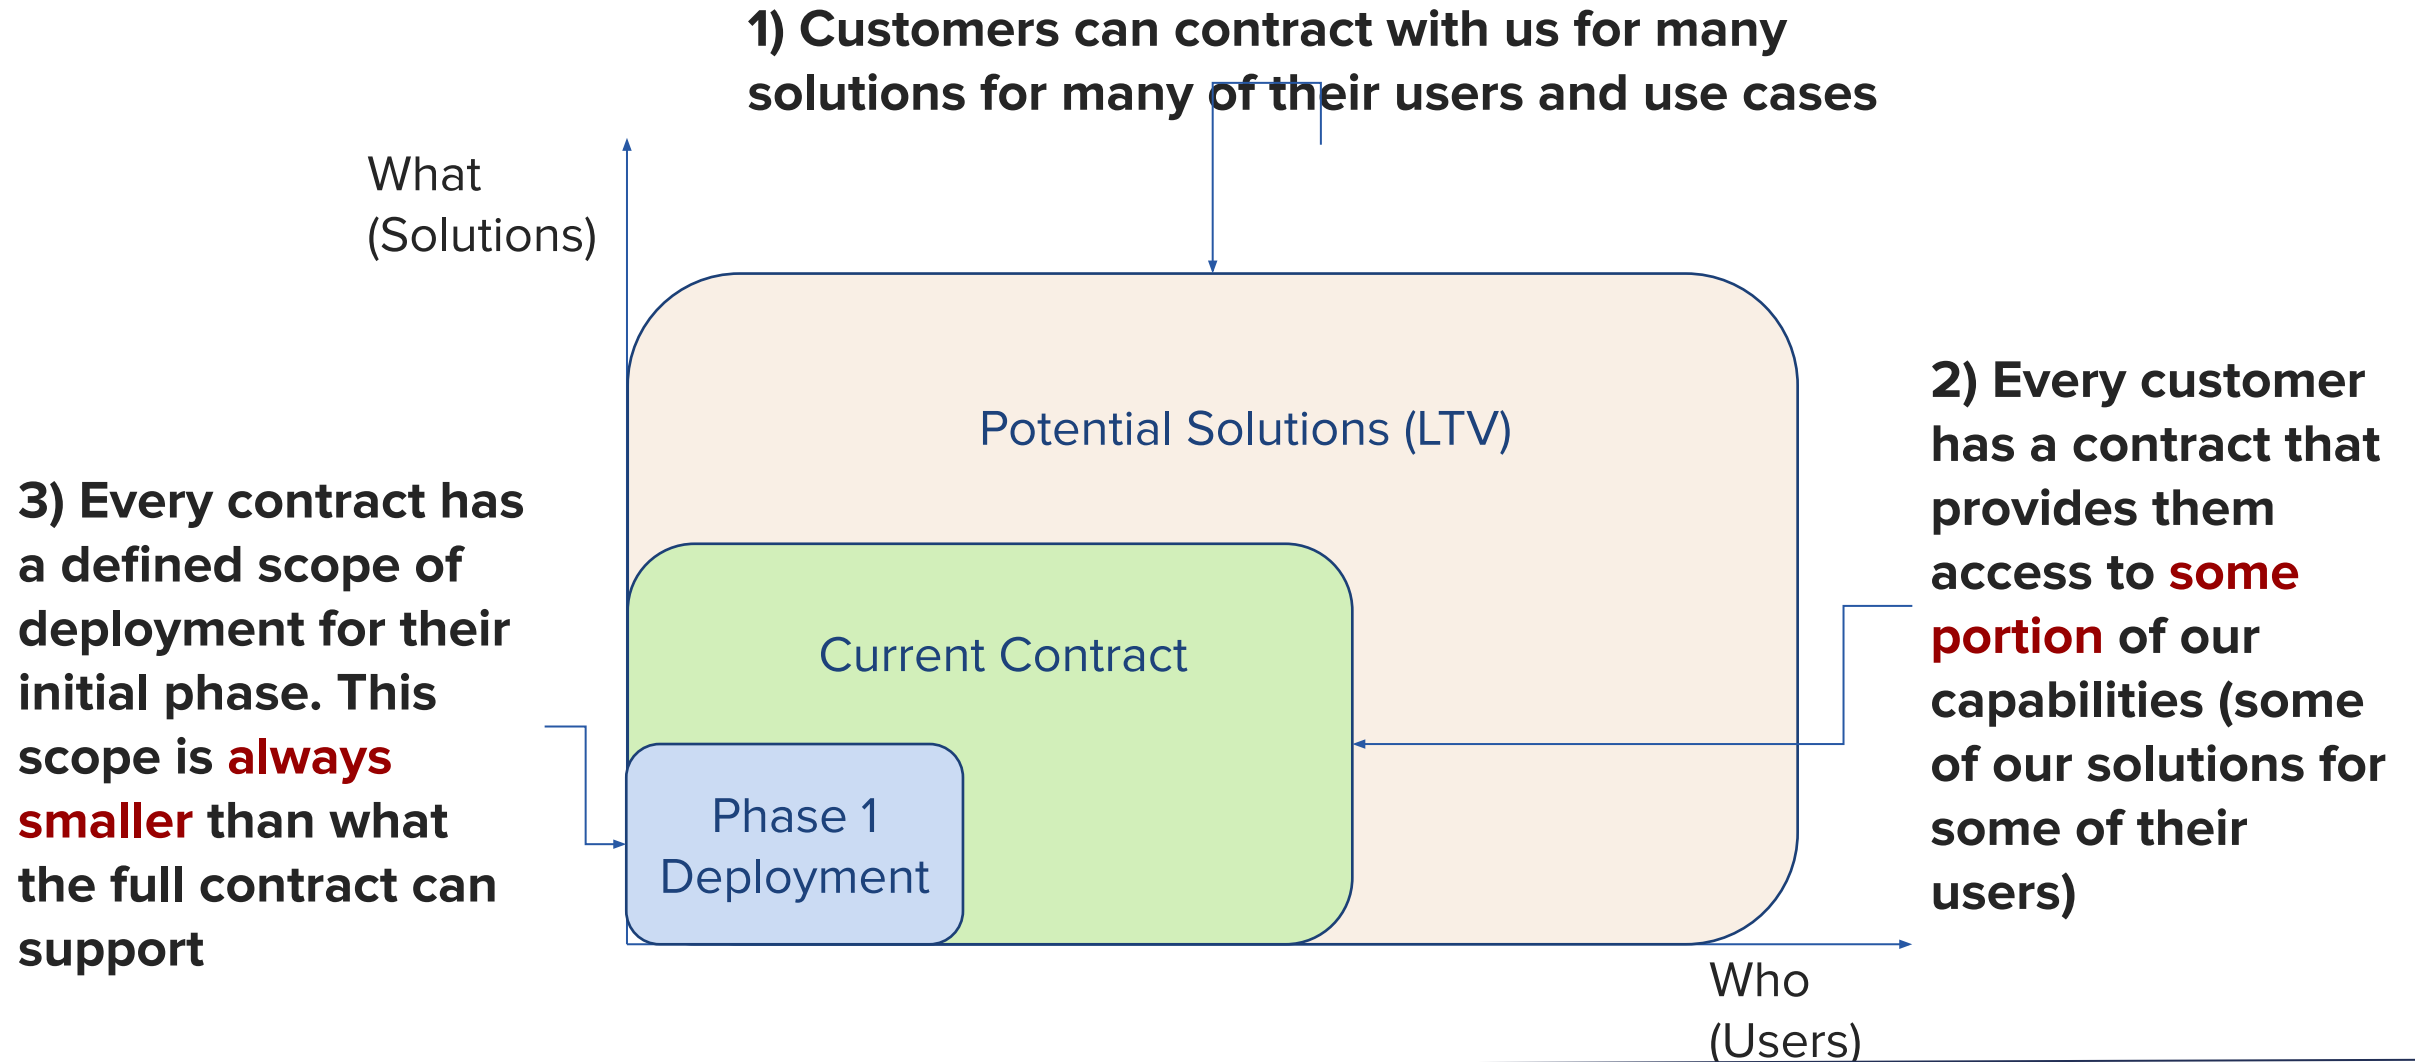 1) Customers can contract with us for many
solutions for many of their users and use cases
What
(Solutions)
Potential Solutions (LTV)
2) Every customer
has a contract that
provides them
access to some
portion of our
capabilities (some
of our solutions for
some of their
users)
3) Every contract has
a defined scope of
deployment for their
initial phase. This
scope is always
smaller than what
the full contract can
support
Current Contract
Phase 1
Deployment
Who
(Users)